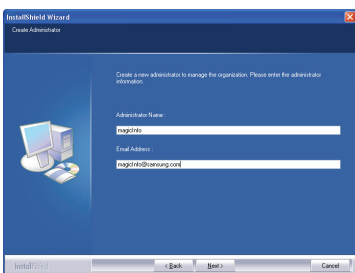 InstallShield Wizard
Create Administrator
Create a new administrator to manage the organization. Please enter the administrator
information.
Administrator Name :
magicInfo
Email Address :
magicInfo@samsung.com
InstallShield
< Back Next > Cancel